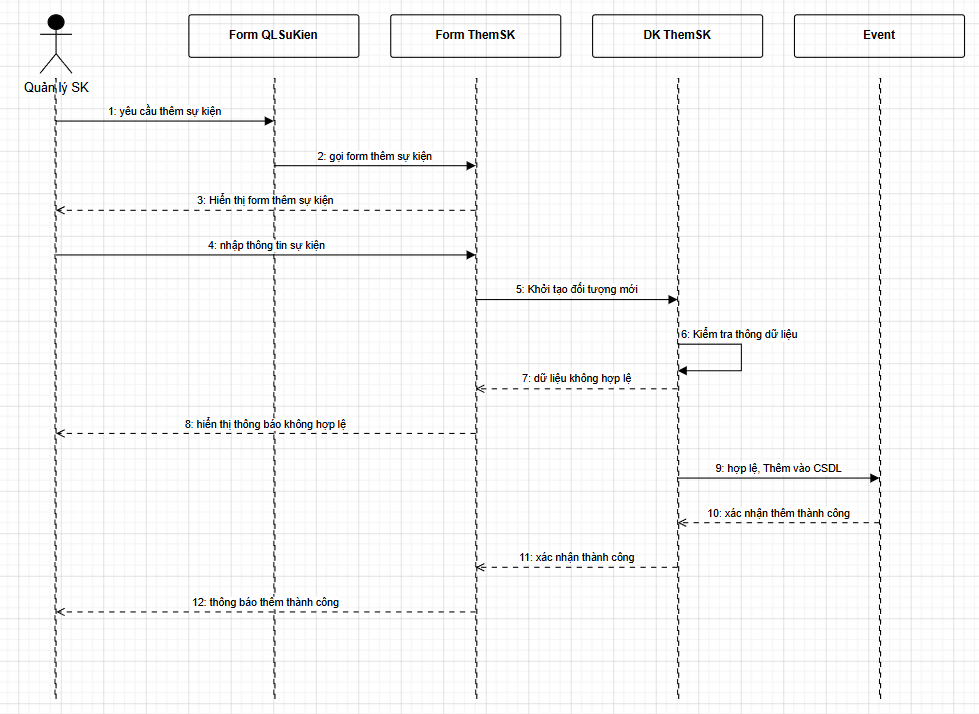 Form QLSuKien
Form ThemSK
DK ThemSK
Event
Quản lý SK
1: yêu cầu thêm sự kiện
2: gọi form thêm sự kiện
3: Hiển thị form thêm sự kiện
4: nhập thông tin sự kiện
5: Khởi tạo đối tượng mới
6: Kiểm tra thông dữ liệu
7: dữ liệu không hợp lệ
8: hiển thị thông báo không hợp lệ
9: hợp lệ, Thêm vào CSDL
10: xác nhận thêm thành công
11: xác nhận thành công
12: thông báo thêm thành công